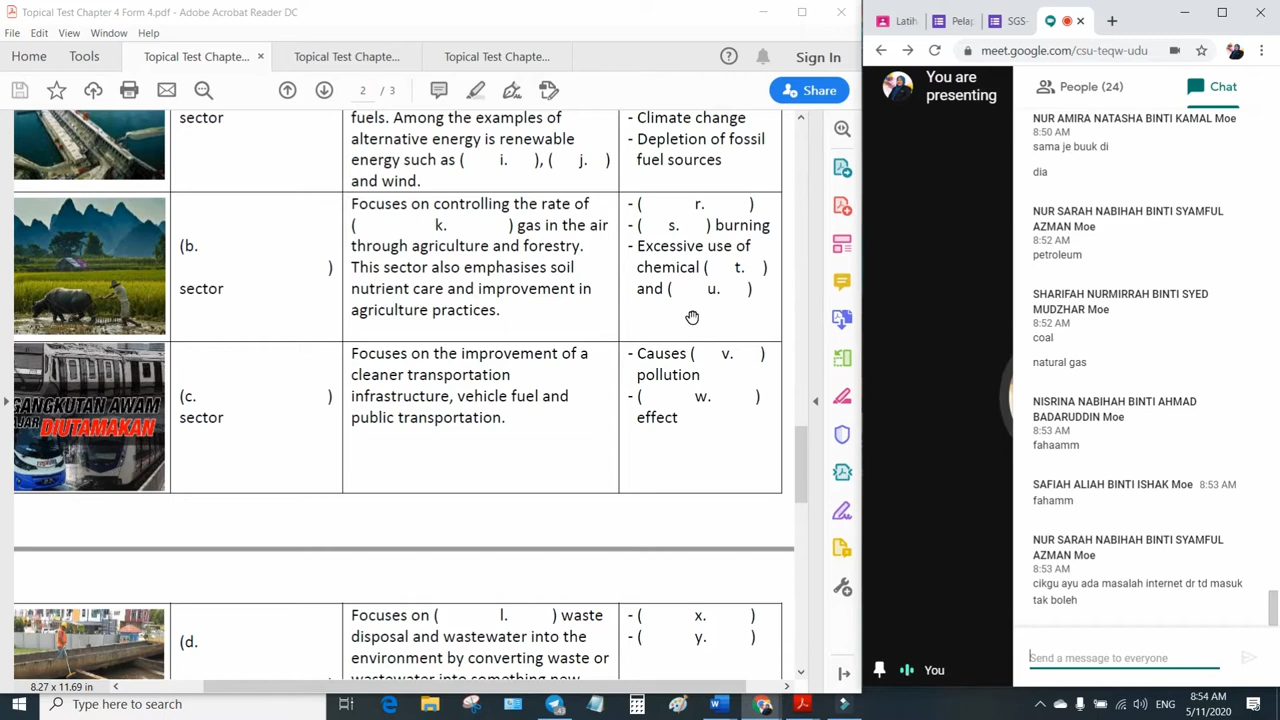 Topical Test Chapter 4 Form 4.pdf - Adobe Acrobat Reader DC
File Edit View Window Help
Home Tools Topical Test Chapte... × Topical Test Chapte... Topical Test Chapte... Sign In
2 / 3 Share
sector
fuels. Among the examples of
alternative energy is renewable
energy such as ( i. ), ( j. )
and wind.
- Climate change
- Depletion of fossil
fuel sources
(b.
)
sector
Focuses on controlling the rate of
( k. ) gas in the air
through agriculture and forestry.
This sector also emphasises soil
nutrient care and improvement in
agriculture practices.
- ( r. )
- ( s. ) burning
- Excessive use of
chemical ( t. )
and ( u. )
GANGKUTAN AWAM
AJAR DIUTAMAKAN
(c. )
sector
Focuses on the improvement of a
cleaner transportation
infrastructure, vehicle fuel and
public transportation.
- Causes ( v. )
pollution
- ( w. )
effect
(d.
Focuses on ( l. ) waste
disposal and wastewater into the
environment by converting waste or
wastewater into something new
- ( x. )
- ( y. )
8.27 x 11.69 in
Latih
Pelap
SGS-
meet.google.com/csu-teqw-udu
You are
presenting
People (24) Chat
NUR AMIRA NATASHA BINTI KAMAL Moe
8:50 AM
sama je buuk di
dia
NUR SARAH NABIHAH BINTI SYAMFUL
AZMAN Moe
8:52 AM
petroleum
SHARIFAH NURMIRRAH BINTI SYED
MUDZHAR Moe
8:52 AM
coal
natural gas
NISRINA NABIHAH BINTI AHMAD
BADARUDDIN Moe
8:53 AM
fahaamm
SAFIAH ALIAH BINTI ISHAK Moe 8:53 AM
fahamm
NUR SARAH NABIHAH BINTI SYAMFUL
AZMAN Moe
8:53 AM
cikgu ayu ada masalah internet dr td masuk
tak boleh
Send a message to everyone
You
Type here to search
ENG
8:54 AM
5/11/2020